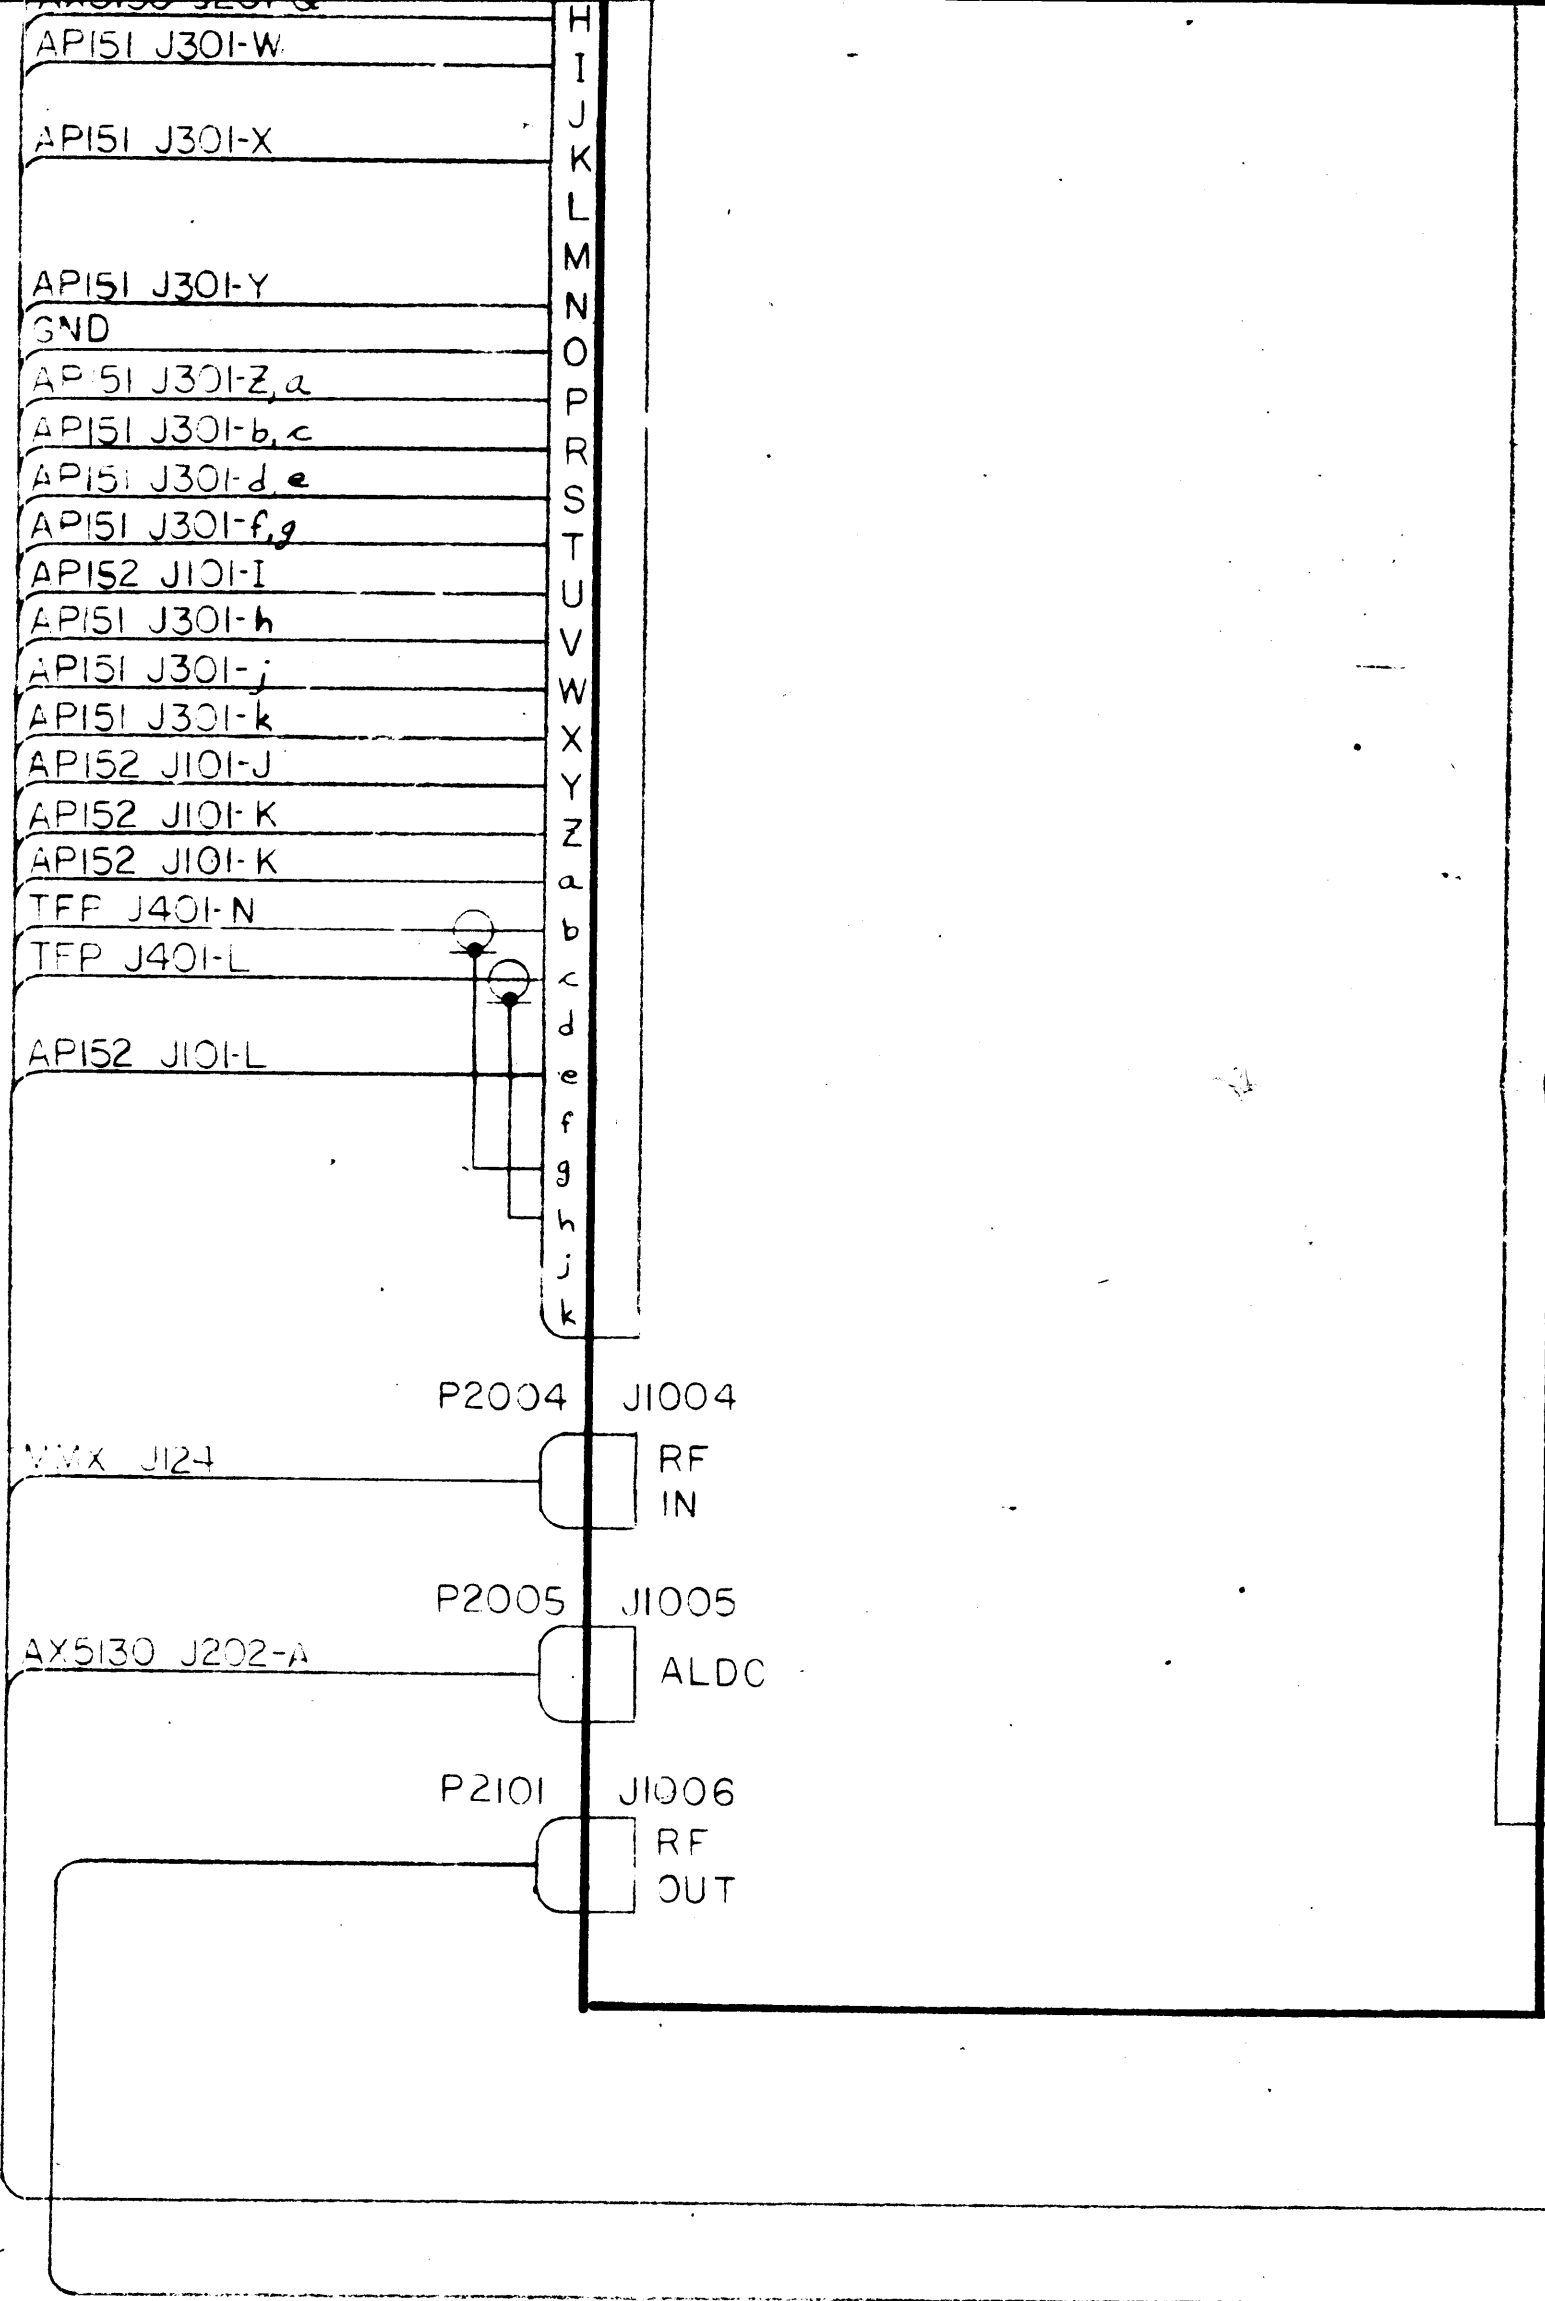 H
AP151 J301-W
I
J
AP151 J301-X
K
L
M
AP151 J301-Y
N
GND
O
AP151 J301-Z,a
P
AP151 J301-b,c
R
AP151 J301-d,e
S
AP151 J301-f,g
T
AP152 J101-I
U
AP151 J301-h
V
AP151 J301-j
W
AP151 J301-k
X
AP152 J101-J
Y
AP152 J101-K
Z
AP152 J101-K
a
TFP J401-N
b
TFP J401-L
c
d
AP152 J101-L
e
f
g
h
j
k
P2004 J1004
MMX J124
RF
IN
P2005 J1005
AX5130 J202-A
ALDC
P2101 J1006
RF
OUT